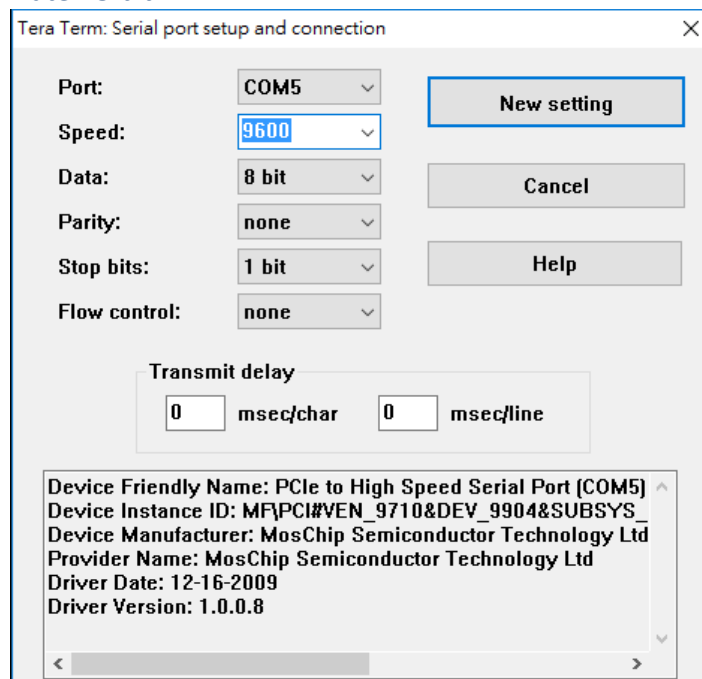 Tera Term: Serial port setup and connection
Port: COM5
New setting
Speed: 9600
Data: 8 bit
Cancel
Parity: none
Stop bits: 1 bit
Help
Flow control: none
Transmit delay
0 msec/char 0 msec/line
Device Friendly Name: PCIe to High Speed Serial Port (COM5)
Device Instance ID: MF\PCI#VEN_9710&DEV_9904&SUBSYS_
Device Manufacturer: MosChip Semiconductor Technology Ltd
Provider Name: MosChip Semiconductor Technology Ltd
Driver Date: 12-16-2009
Driver Version: 1.0.0.8